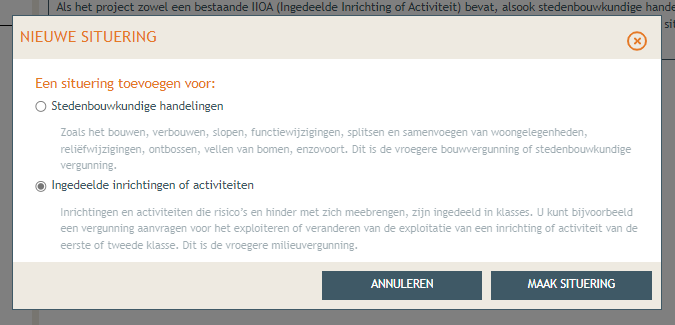 Als het project zowel een bestaande IIOA (Ingedeelde Inrichting of Activiteit) bevat, alsook stedenbouwkundige hande
NIEUWE SITUERING
Een situering toevoegen voor:
Stedenbouwkundige handelingen
Zoals het bouwen, verbouwen, slopen, functiewijzigingen, splitsen en samenvoegen van woongelegenheden,
reliëfwijzigingen, ontbossen, vellen van bomen, enzovoort. Dit is de vroegere bouwvergunning of stedenbouwkundige
vergunning.
Ingedeelde inrichtingen of activiteiten
Inrichtingen en activiteiten die risico's en hinder met zich meebrengen, zijn ingedeeld in klasses. U kunt bijvoorbeeld
een vergunning aanvragen voor het exploiteren of veranderen van de exploitatie van een inrichting of activiteit van de
eerste of tweede klasse. Dit is de vroegere milieuvergunning.
ANNULEREN
MAAK SITUERING